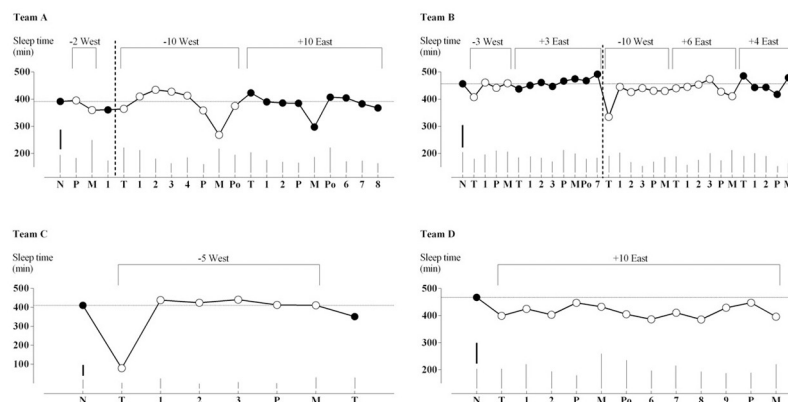 Team A
Sleep time
(min)
-2 West
-10 West
+10 East
500
400
300
200
N P M 1 T 1 2 3 4 P M Po T 1 2 P M Po 6 7 8
Team B
Sleep time
(min)
-3 West
+3 East
-10 West
+6 East
+4 East
500
400
300
200
N T 1 P M T 1 2 3 P M Po 7 T 1 2 3 P M T 1 2 3 P M T 1 2 P M
Team C
Sleep time
(min)
-5 West
500
400
300
200
100
N T 1 2 3 P M T
Team D
Sleep time
(min)
+10 East
500
400
300
200
N T 1 2 P M Po 6 7 8 9 P M